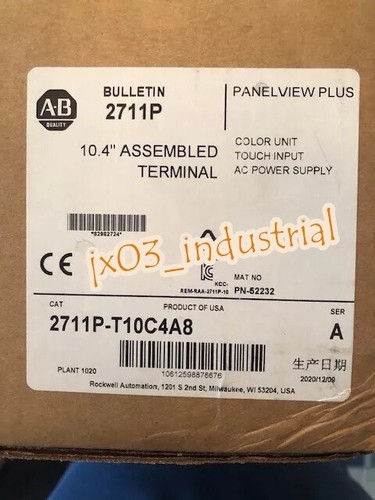 A-B
QUALITY
BULLETIN
2711P
PANELVIEW PLUS
10.4" ASSEMBLED
TERMINAL
COLOR UNIT
TOUCH INPUT
AC POWER SUPPLY
*82982724*
jx03_industrial
CE
KCC-
REM-RAA-2711P-10
MAT NO
PN-52232
CAT
PRODUCT OF USA
SER
2711P-T10C4A8
A
PLANT 1020
10612598876676
生产日期
2020/12/09
Rockwell Automation, 1201 S 2nd St, Milwaukee, WI 53204, USA